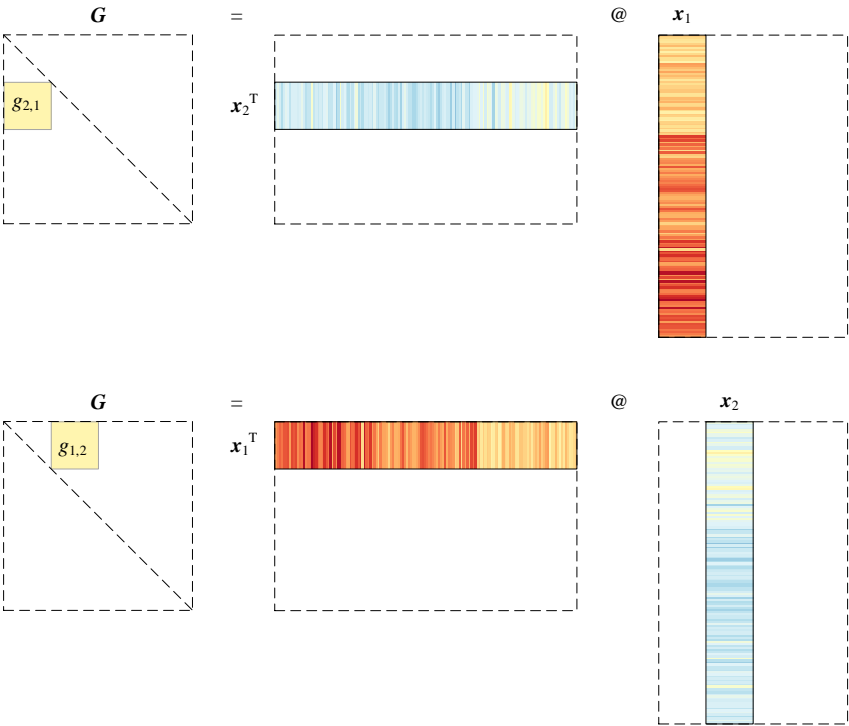 G = @ x₁
g₂,₁ x₂ᵀ
G = @ x₂
g₁,₂ x₁ᵀ